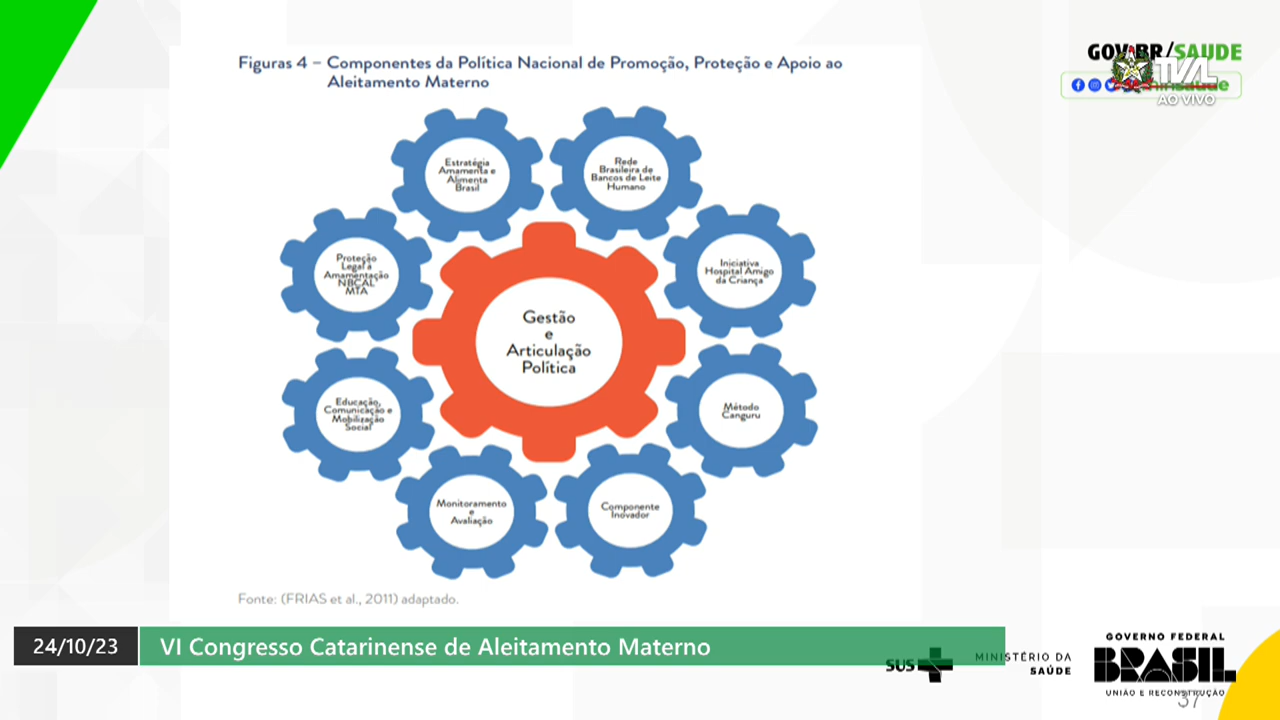 Figuras 4 – Componentes da Política Nacional de Promoção, Proteção e Apoio ao
Aleitamento Materno
GOV.BR/SAUDE
minsaude
TVAL
AO VIVO
Estratégia
Amamenta e
Alimenta
Brasil
Rede
Brasileira de
Bancos de Leite
Humano
Proteção
Legal à
Amamentação
NBCAL
MTA
Iniciativa
Hospital Amigo
da Criança
Gestão
e
Articulação
Política
Educação,
Comunicação e
Mobilização
Social
Método
Canguru
Monitoramento
e
Avaliação
Componente
Inovador
Fonte: (FRIAS et al., 2011) adaptado.
24/10/23
VI Congresso Catarinense de Aleitamento Materno
SUS
MINISTÉRIO DA
SAÚDE
GOVERNO FEDERAL
BRASIL
UNIÃO E RECONSTRUÇÃO
37